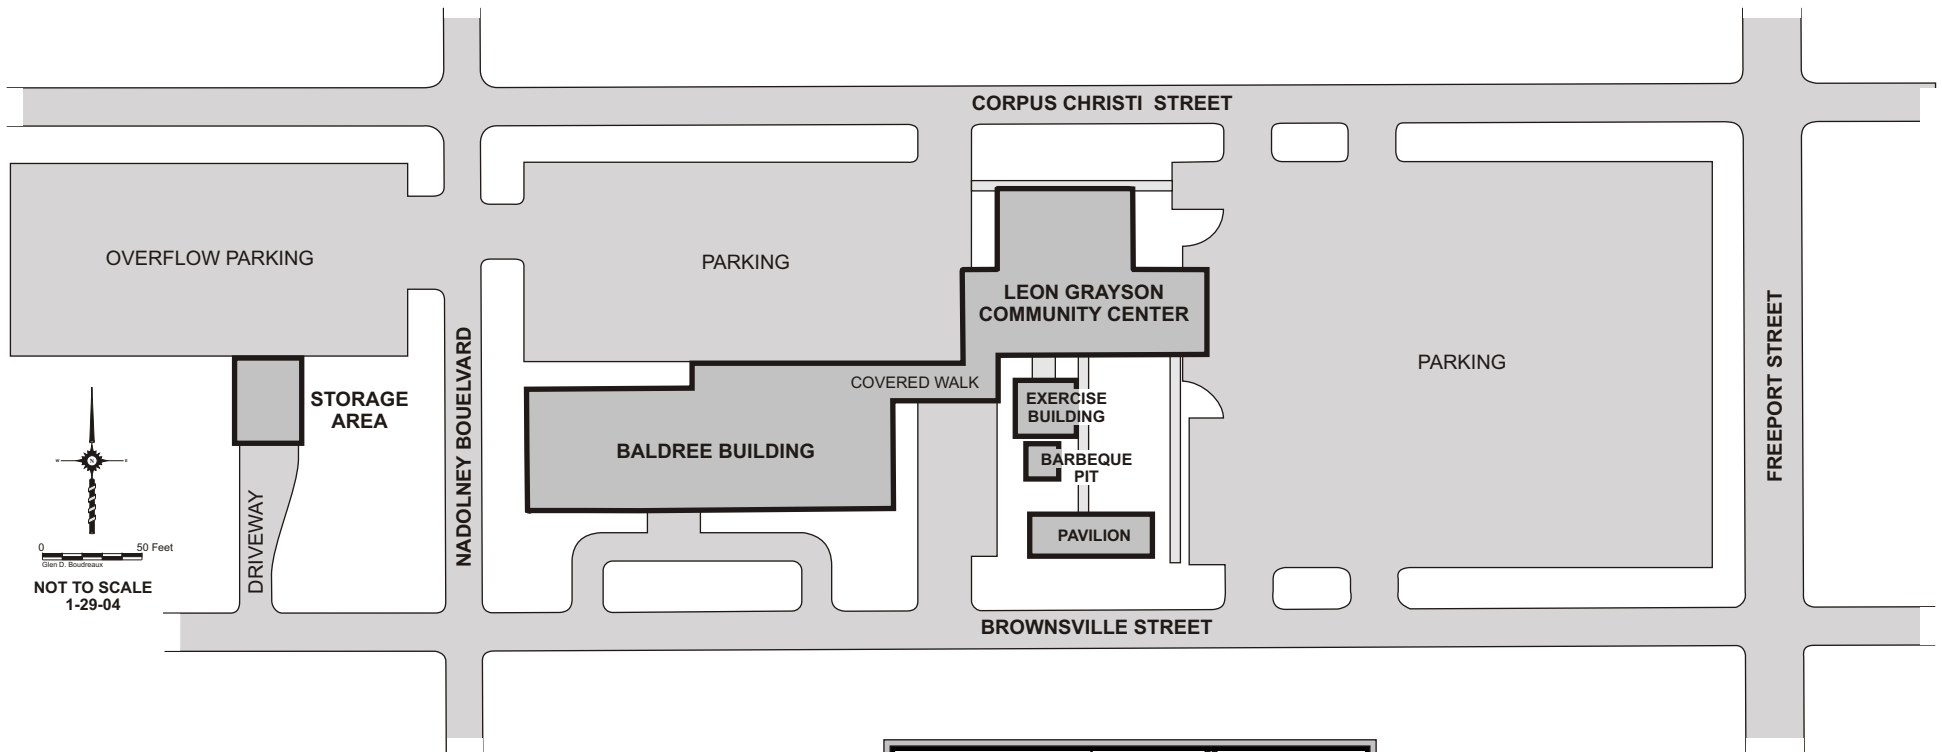 CORPUS CHRISTI STREET
OVERFLOW PARKING
PARKING
LEON GRAYSON
COMMUNITY CENTER
PARKING
FREEPORT STREET
NADOLNEY BOUELVARD
STORAGE
AREA
COVERED WALK
EXERCISE
BUILDING
BALDREE BUILDING
BARBEQUE
PIT
PAVILION
DRIVEWAY
W N E
0 50 Feet
Glen D. Boudreaux
NOT TO SCALE
1-29-04
BROWNSVILLE STREET